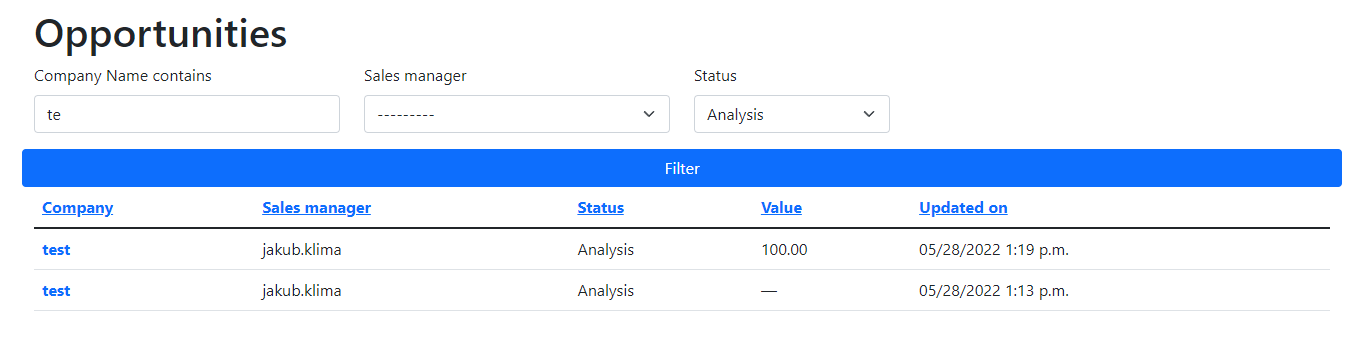 Opportunities
Company Name contains Sales manager Status
te --------- Analysis
Filter
Company Sales manager Status Value Updated on
test jakub.klima Analysis 100.00 05/28/2022 1:19 p.m.
test jakub.klima Analysis — 05/28/2022 1:13 p.m.